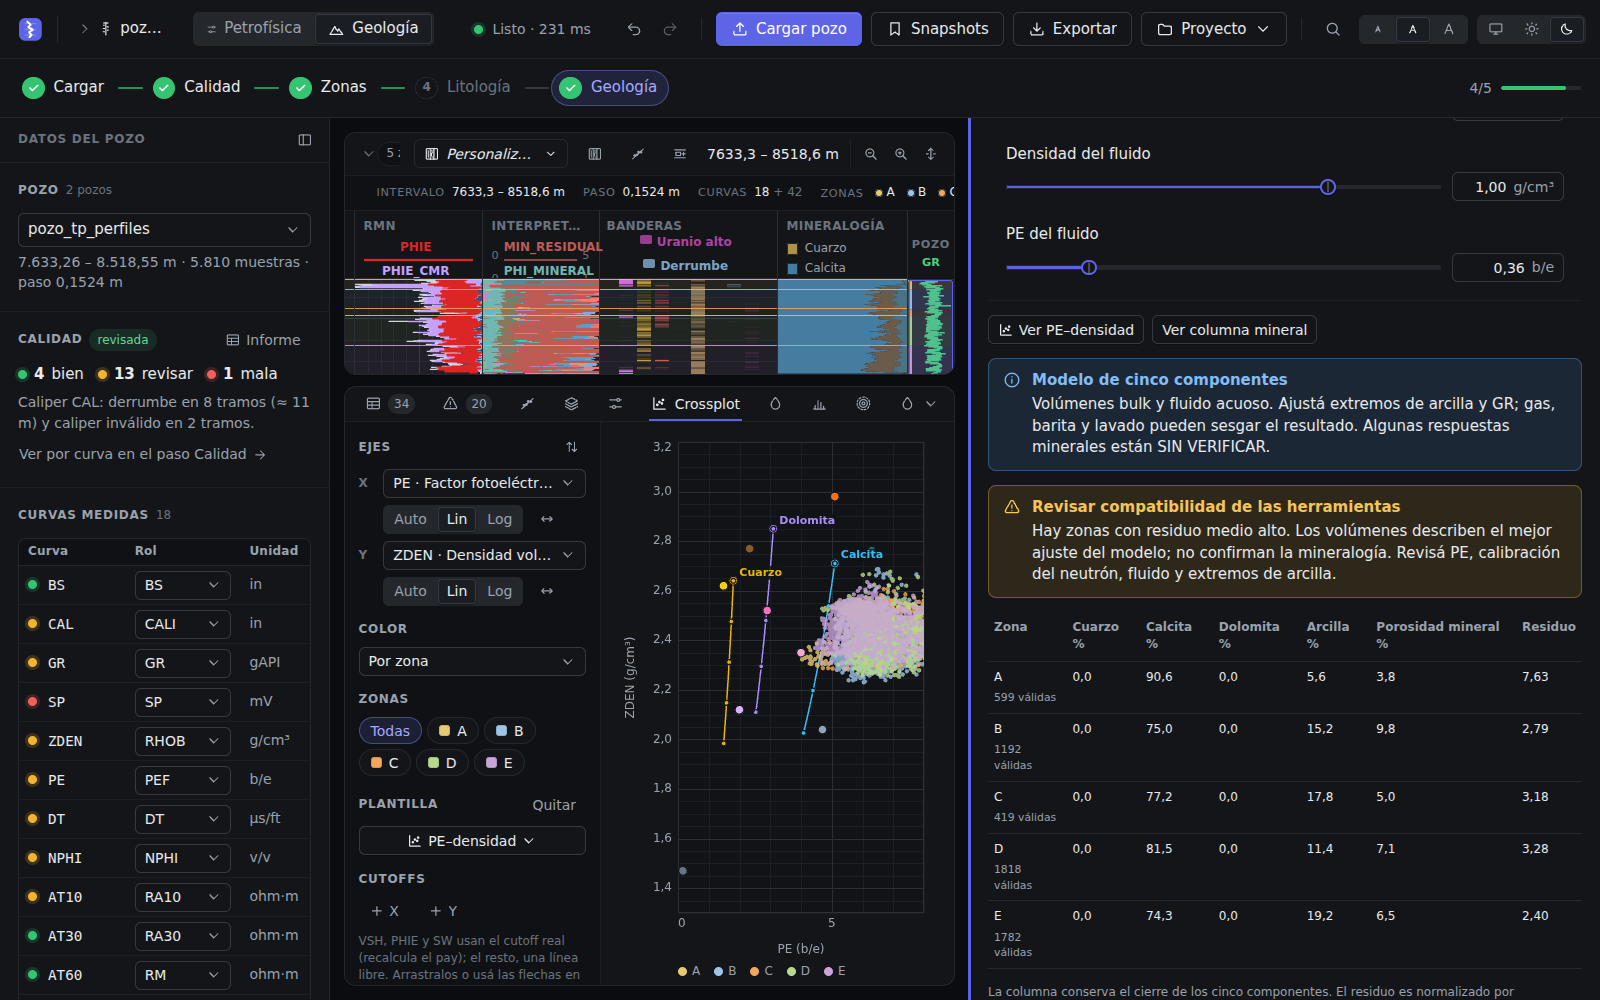 poz...
Petrofísica
Geología
Listo · 231 ms
Cargar pozo
Snapshots
Exportar
Proyecto
A
A
A
Cargar
Calidad
Zonas
4
Litología
Geología
4/5
DATOS DEL POZO
POZO 2 pozos
pozo_tp_perfiles
7.633,26 – 8.518,55 m · 5.810 muestras ·
paso 0,1524 m
CALIDAD revisada
Informe
4 bien
13 revisar
1 mala
Caliper CAL: derrumbe en 8 tramos (≈ 11
m) y caliper inválido en 2 tramos.
Ver por curva en el paso Calidad →
CURVAS MEDIDAS 18
Curva Rol Unidad
BS BS in
CAL CALI in
GR GR gAPI
SP SP mV
ZDEN RHOB g/cm³
PE PEF b/e
DT DT µs/ft
NPHI NPHI v/v
AT10 RA10 ohm·m
AT30 RA30 ohm·m
AT60 RM ohm·m
Personaliz...
7633,3 – 8518,6 m
INTERVALO 7633,3 – 8518,6 m PASO 0,1524 m CURVAS 18 + 42 ZONAS A B
RMN
INTERPRET...
BANDERAS
MINERALOGÍA
PHIE
MIN_RESIDUAL
0 5
Uranio alto
Cuarzo
POZO
PHIE_CMR
PHI_MINERAL
Derrumbe
Calcita
GR
34
20
Crossplot
EJES
X PE · Factor fotoeléctr...
Auto Lin Log
Y ZDEN · Densidad vol...
Auto Lin Log
COLOR
Por zona
ZONAS
Todas A B
C D E
PLANTILLA Quitar
PE–densidad
CUTOFFS
+ X + Y
VSH, PHIE y SW usan el cutoff real
(recalcula el pay); el resto, una línea
libre. Arrastralos o usá las flechas en
3,2
3,0
2,8
2,6
2,4
2,2
2,0
1,8
1,6
1,4
ZDEN (g/cm³)
Dolomita
Calcita
Cuarzo
0 5
PE (b/e)
A B C D E
Densidad del fluido
1,00 g/cm³
PE del fluido
0,36 b/e
Ver PE–densidad
Ver columna mineral
Modelo de cinco componentes
Volúmenes bulk y fluido acuoso. Ajustá extremos de arcilla y GR; gas,
barita y lavado pueden sesgar el resultado. Algunas respuestas
minerales están SIN VERIFICAR.
Revisar compatibilidad de las herramientas
Hay zonas con residuo medio alto. Los volúmenes describen el mejor
ajuste del modelo; no confirman la mineralogía. Revisá PE, calibración
del neutrón, fluido y extremos de arcilla.
Zona Cuarzo Calcita Dolomita Arcilla Porosidad mineral Residuo
% % % % %
A 0,0 90,6 0,0 5,6 3,8 7,63
599 válidas
B 0,0 75,0 0,0 15,2 9,8 2,79
1192
válidas
C 0,0 77,2 0,0 17,8 5,0 3,18
419 válidas
D 0,0 81,5 0,0 11,4 7,1 3,28
1818
válidas
E 0,0 74,3 0,0 19,2 6,5 2,40
1782
válidas
La columna conserva el cierre de los cinco componentes. El residuo es normalizado por